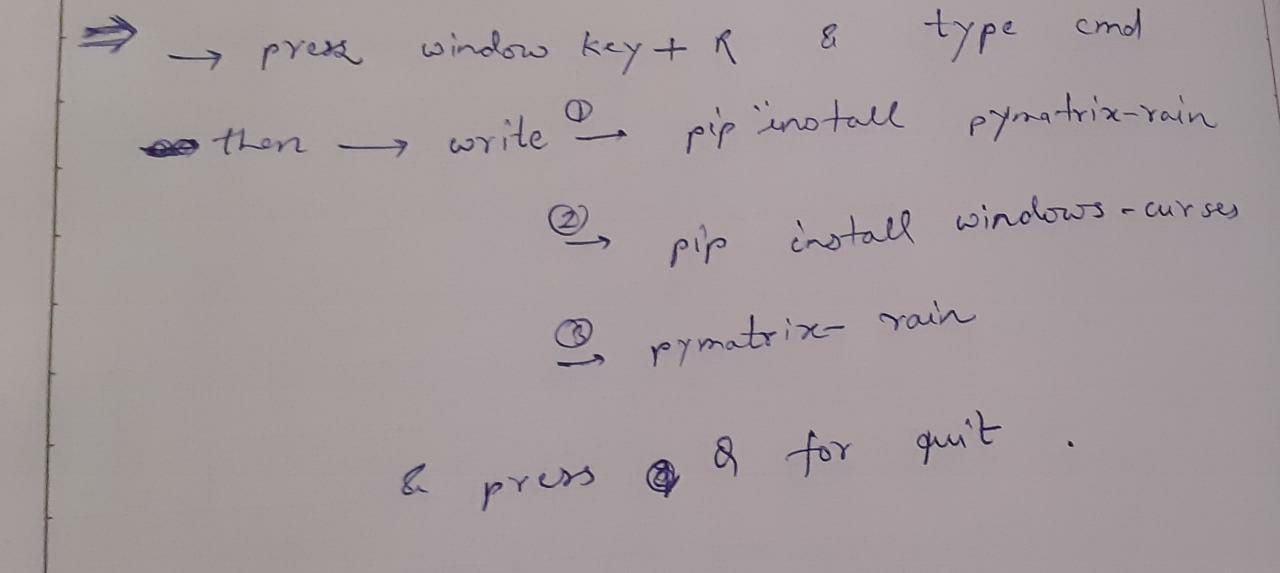 ⇒ → press window key + R & type cmd
then → write ① → pip install pymatrix-rain
② → pip install windows-curses
③ → pymatrix-rain
& press Q for quit.